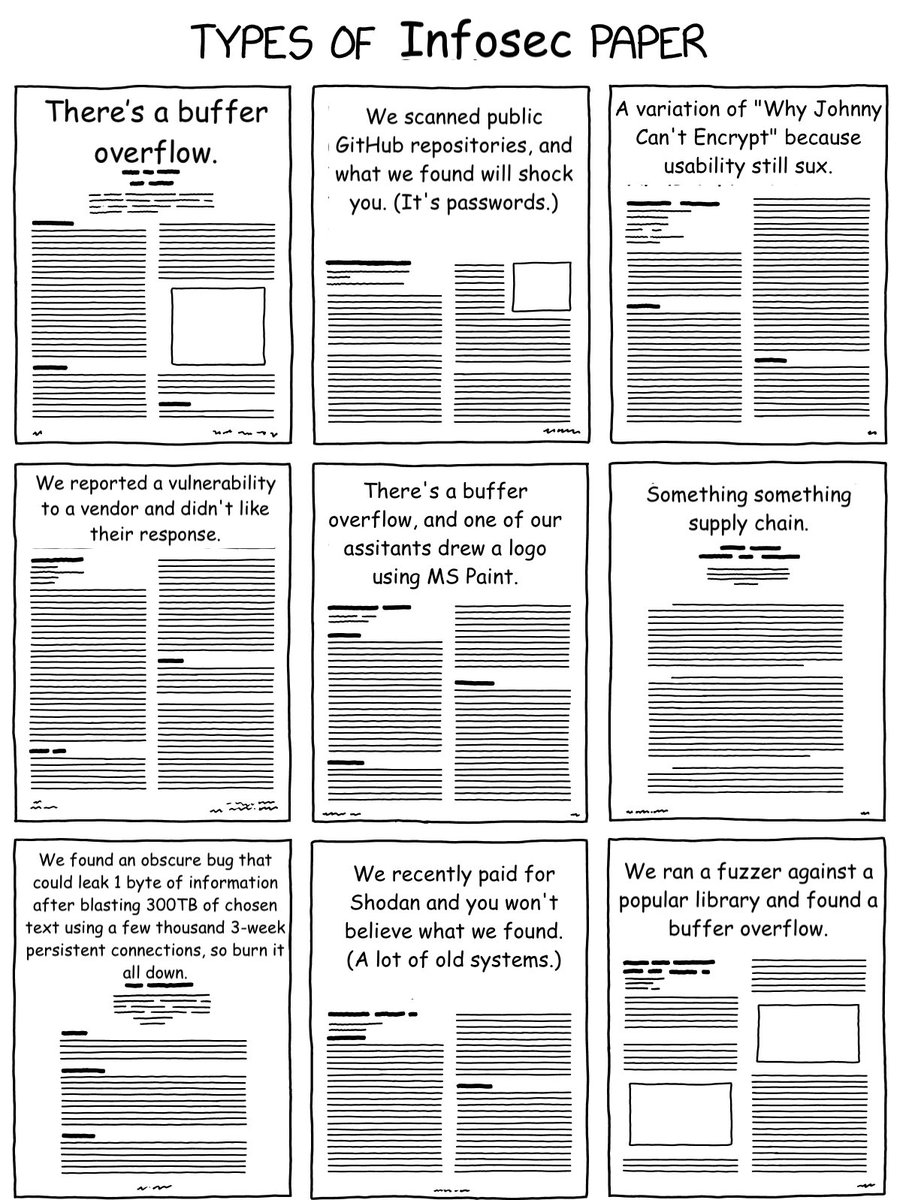 TYPES OF Infosec PAPER
There's a buffer
overflow.
We scanned public
GitHub repositories, and
what we found will shock
you. (It's passwords.)
A variation of "Why Johnny
Can't Encrypt" because
usability still sux.
We reported a vulnerability
to a vendor and didn't like
their response.
There's a buffer
overflow, and one of our
assitants drew a logo
using MS Paint.
Something something
supply chain.
We found an obscure bug that
could leak 1 byte of information
after blasting 300TB of chosen
text using a few thousand 3-week
persistent connections, so burn it
all down.
We recently paid for
Shodan and you won't
believe what we found.
(A lot of old systems.)
We ran a fuzzer against a
popular library and found a
buffer overflow.